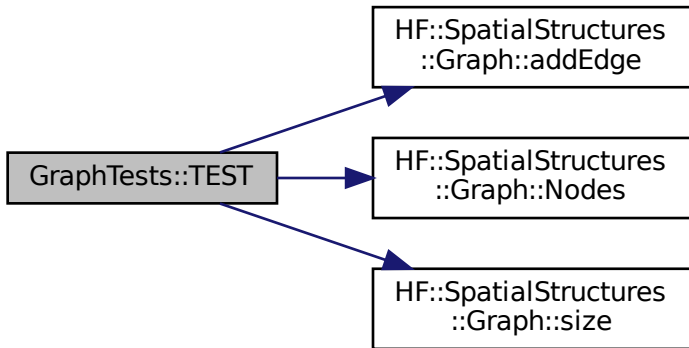 HF::SpatialStructures
::Graph::addEdge
GraphTests::TEST
HF::SpatialStructures
::Graph::Nodes
HF::SpatialStructures
::Graph::size